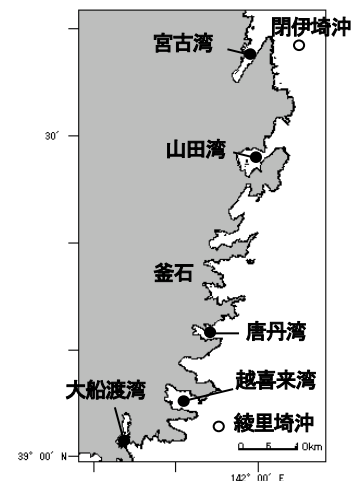 閉伊埼沖
宮古湾
30′
山田湾
釜石
唐丹湾
越喜来湾
大船渡湾
綾里埼沖
0 5 10km
39° 00′ N
142° 00′ E